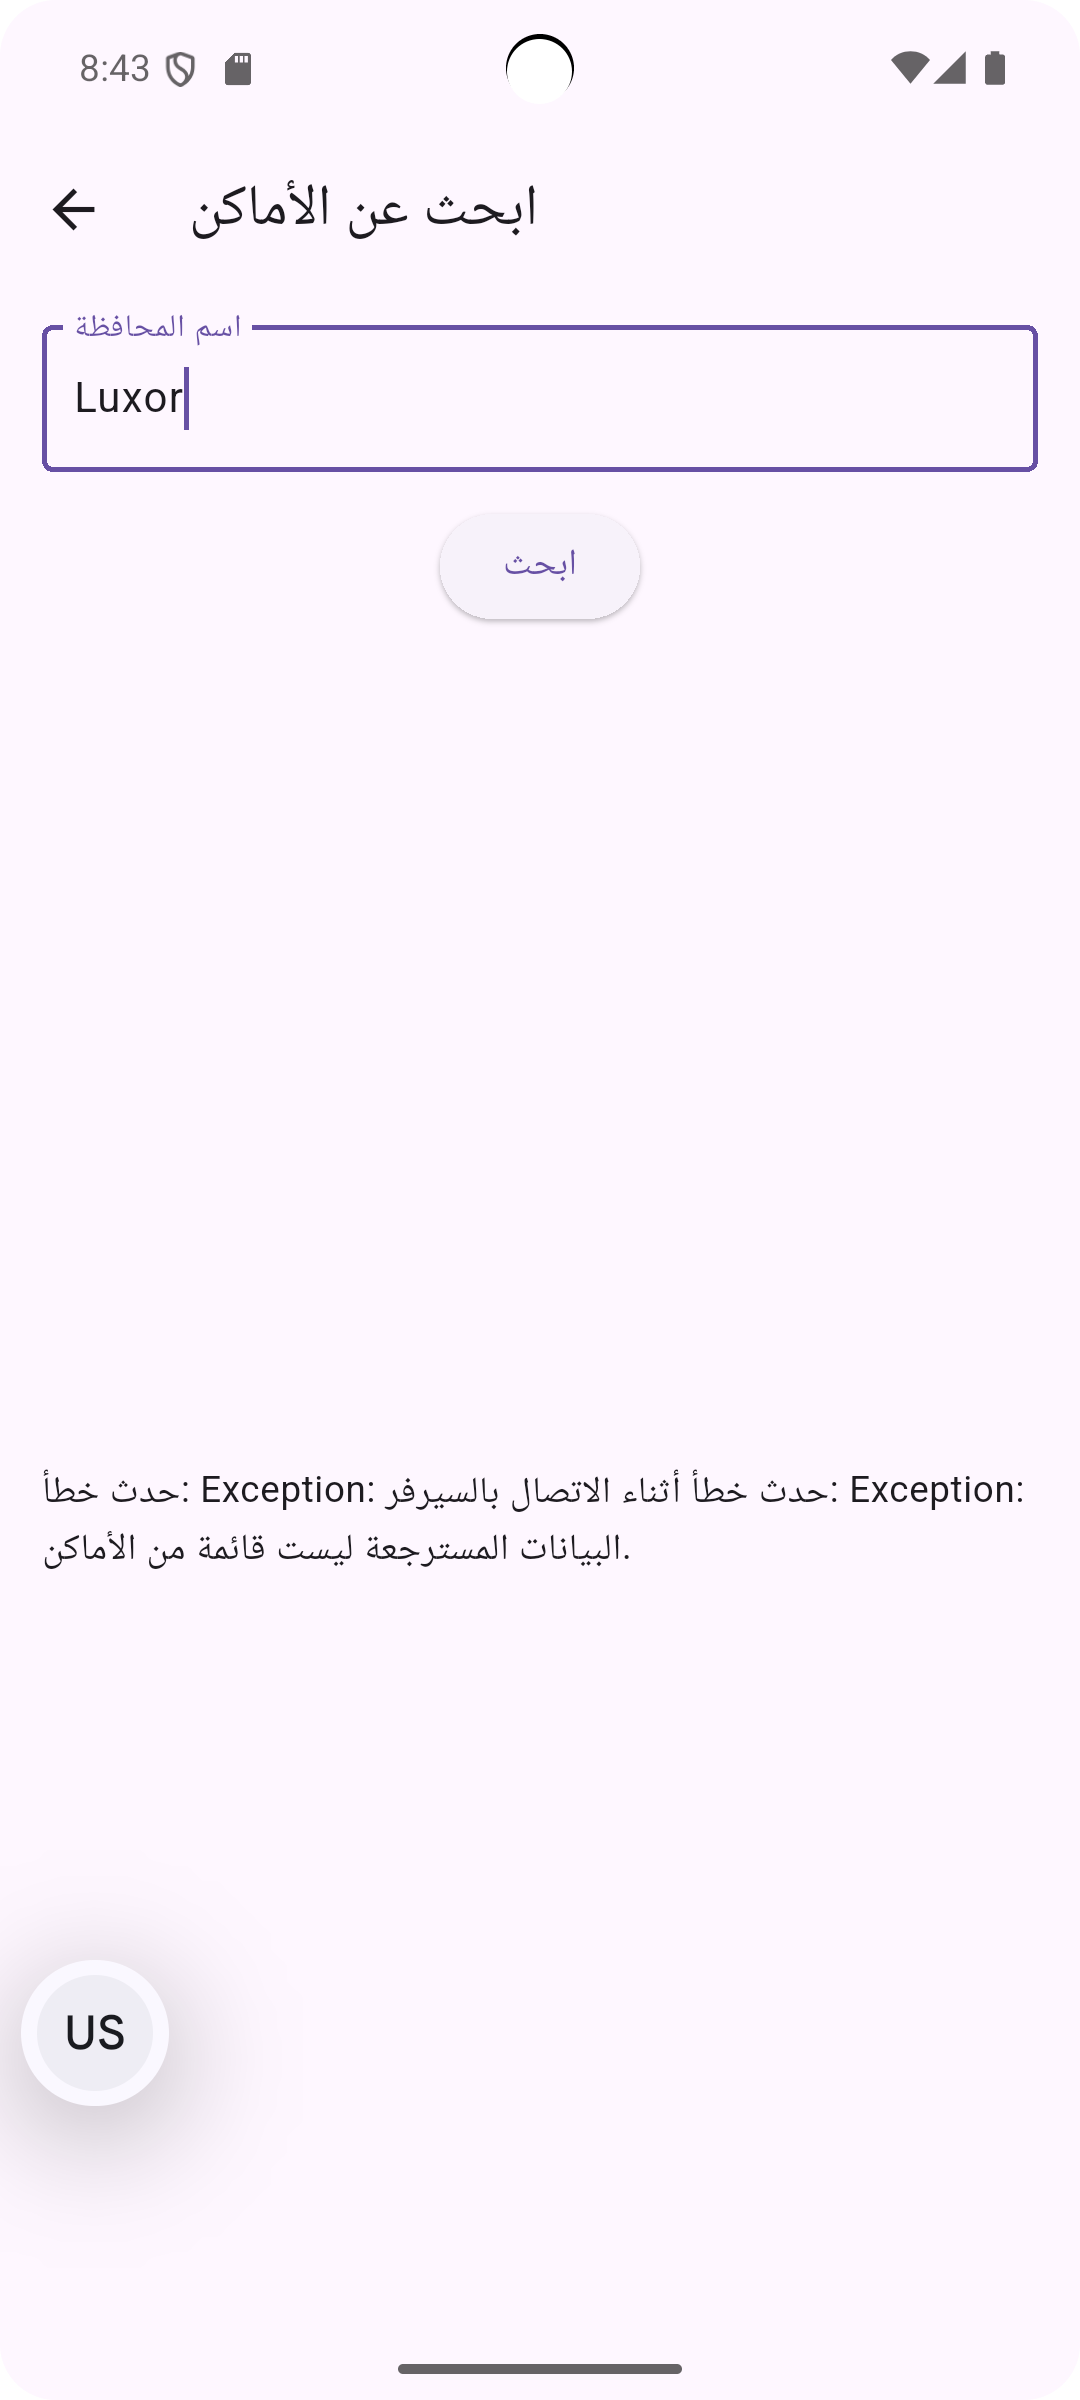 8:43
ابحث عن الأماكن
اسم المحافظة
Luxor
ابحث
حدث خطأ: Exception: حدث خطأ أثناء الاتصال بالسيرفر: Exception:
البيانات المسترجعة ليست قائمة من الأماكن.
US